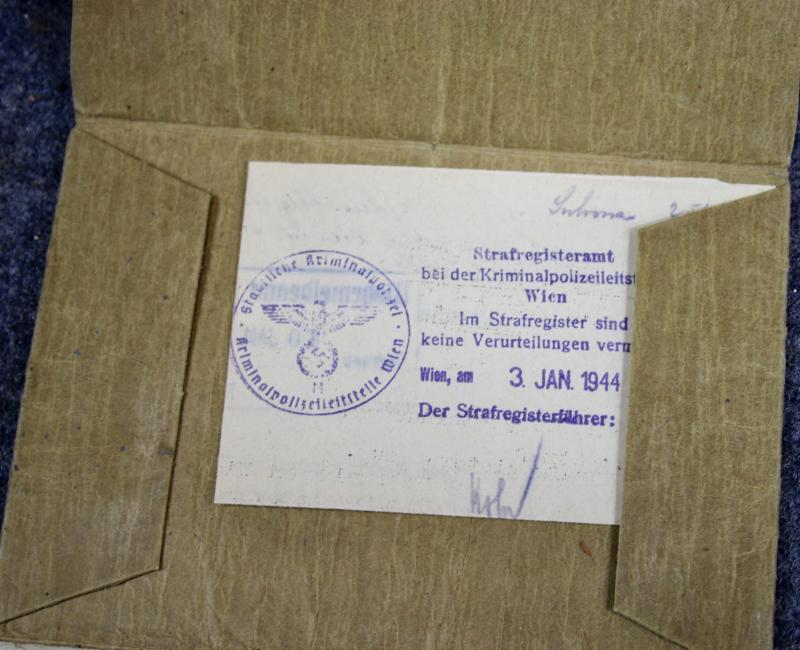 Strafregisteramt
bei der Kriminalpolizeileitst
Wien
Im Strafregister sind
keine Verurteilungen verm
Wien, am 3. JAN. 1944
Der Strafregisterführer:
Staatliche Kriminalpolizei
Kriminalpolizeileitstelle Wien